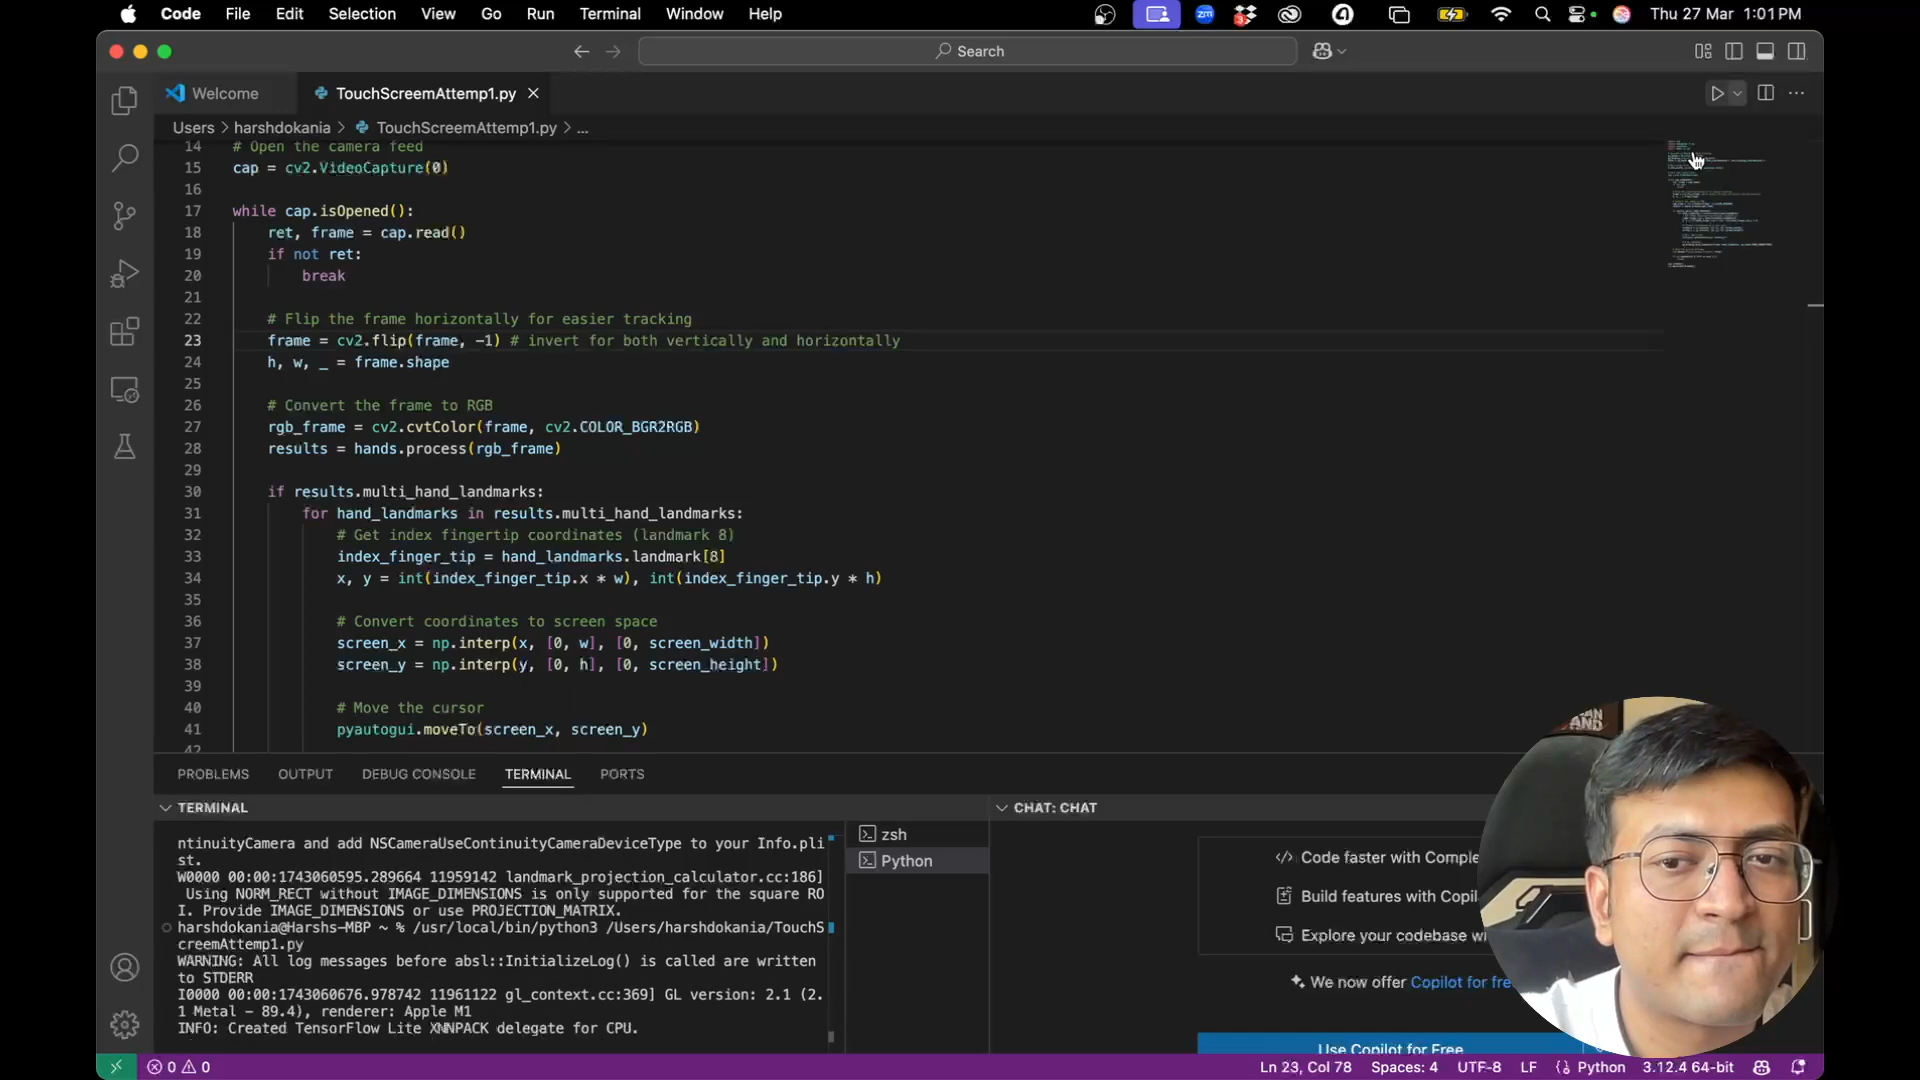 Code File Edit Selection View Go Run Terminal Window Help
zm
Thu 27 Mar 1:01 PM
Search
Welcome
TouchScreemAttemp1.py
Users > harshdokania > TouchScreemAttemp1.py > ...
14 # Open the camera feed
15 cap = cv2.VideoCapture(0)
16
17 while cap.isOpened():
18 ret, frame = cap.read()
19 if not ret:
20 break
21
22 # Flip the frame horizontally for easier tracking
23 frame = cv2.flip(frame, -1) # invert for both vertically and horizontally
24 h, w, _ = frame.shape
25
26 # Convert the frame to RGB
27 rgb_frame = cv2.cvtColor(frame, cv2.COLOR_BGR2RGB)
28 results = hands.process(rgb_frame)
29
30 if results.multi_hand_landmarks:
31 for hand_landmarks in results.multi_hand_landmarks:
32 # Get index fingertip coordinates (landmark 8)
33 index_finger_tip = hand_landmarks.landmark[8]
34 x, y = int(index_finger_tip.x * w), int(index_finger_tip.y * h)
35
36 # Convert coordinates to screen space
37 screen_x = np.interp(x, [0, w], [0, screen_width])
38 screen_y = np.interp(y, [0, h], [0, screen_height])
39
40 # Move the cursor
41 pyautogui.moveTo(screen_x, screen_y)
42
PROBLEMS OUTPUT DEBUG CONSOLE TERMINAL PORTS
TERMINAL
ntinuityCamera and add NSCameraUseContinuityCameraDeviceType to your Info.pli
st.
W0000 00:00:1743060595.289664 11959142 landmark_projection_calculator.cc:186]
Using NORM_RECT without IMAGE_DIMENSIONS is only supported for the square RO
I. Provide IMAGE_DIMENSIONS or use PROJECTION_MATRIX.
harshdokania@Harshs-MBP ~ % /usr/local/bin/python3 /Users/harshdokania/TouchS
creemAttemp1.py
WARNING: All log messages before absl::InitializeLog() is called are written
to STDERR
I0000 00:00:1743060676.978742 11961122 gl_context.cc:369] GL version: 2.1 (2.
1 Metal - 89.4), renderer: Apple M1
INFO: Created TensorFlow Lite XNNPACK delegate for CPU.
zsh
Python
CHAT: CHAT
Code faster with Comple
Build features with Copil
Explore your codebase wi
We now offer Copilot for fre
Use Copilot for Free
0 0
Ln 23, Col 78 Spaces: 4 UTF-8 LF Python 3.12.4 64-bit